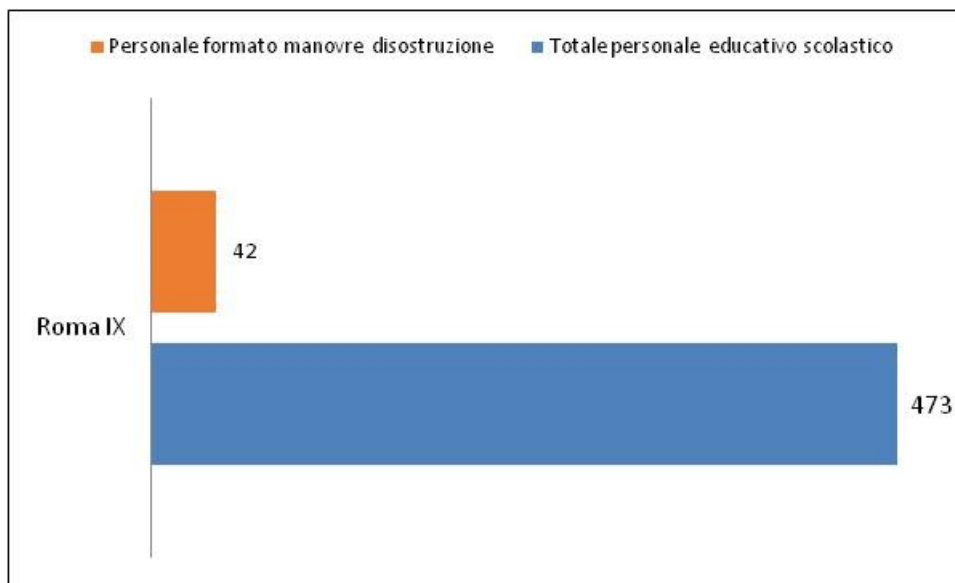 Personale formato manovre disostruzione Totale personale educativo scolastico
42
Roma IX
473